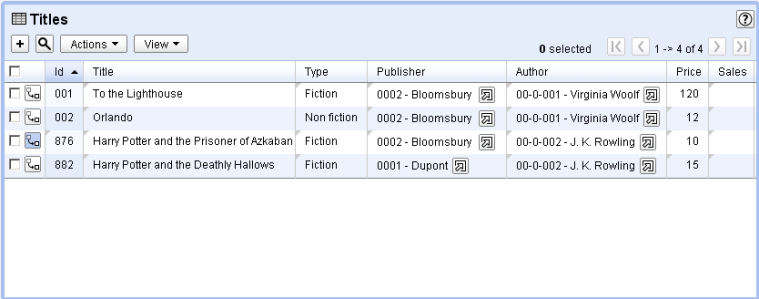 Titles ?
+ Actions View 0 selected 1 -> 4 of 4
Id Title Type Publisher Author Price Sales
001 To the Lighthouse Fiction 0002 - Bloomsbury 00-0-001 - Virginia Woolf 120
002 Orlando Non fiction 0002 - Bloomsbury 00-0-001 - Virginia Woolf 12
876 Harry Potter and the Prisoner of Azkaban Fiction 0002 - Bloomsbury 00-0-002 - J. K. Rowling 10
882 Harry Potter and the Deathly Hallows Fiction 0001 - Dupont 00-0-002 - J. K. Rowling 15